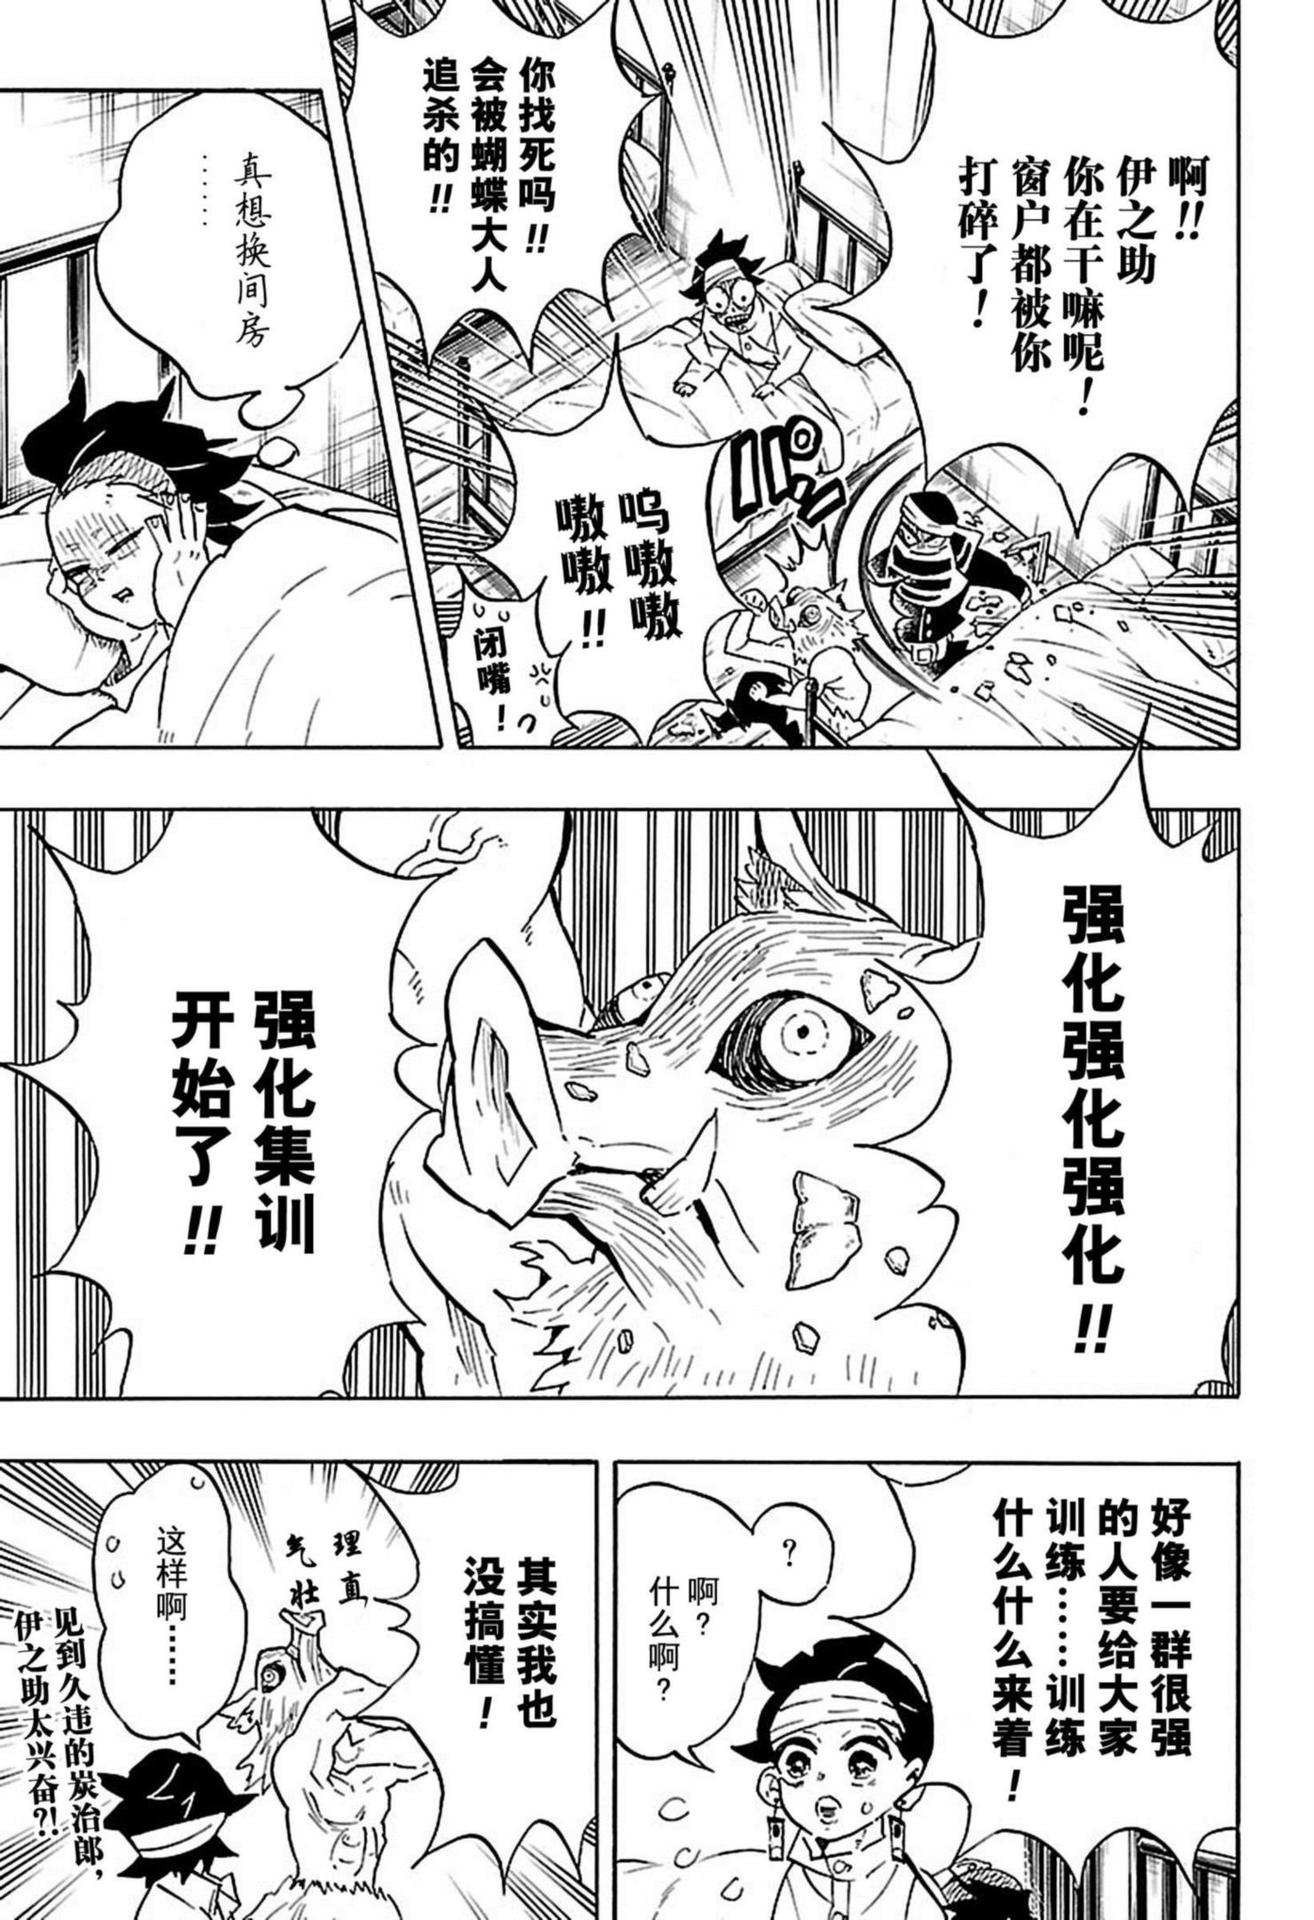 啊!!
伊之助
你在干嘛呢！
窗户都被你
打碎了！
你找死吗!!
会被蝴蝶大人
追杀的!!
パン
呜嗷嗷
嗷嗷!!
闭嘴！
真想换间房
……
强化强化强化!!
强化集训
开始了!!
好像一群很强
的人要给大家
训练……训练
什么什么来着！
？
啊？
什么啊？
其实我也
没搞懂！
理直
气壮
这样啊……
见到久违的炭治郎，
伊之助太兴奋?!